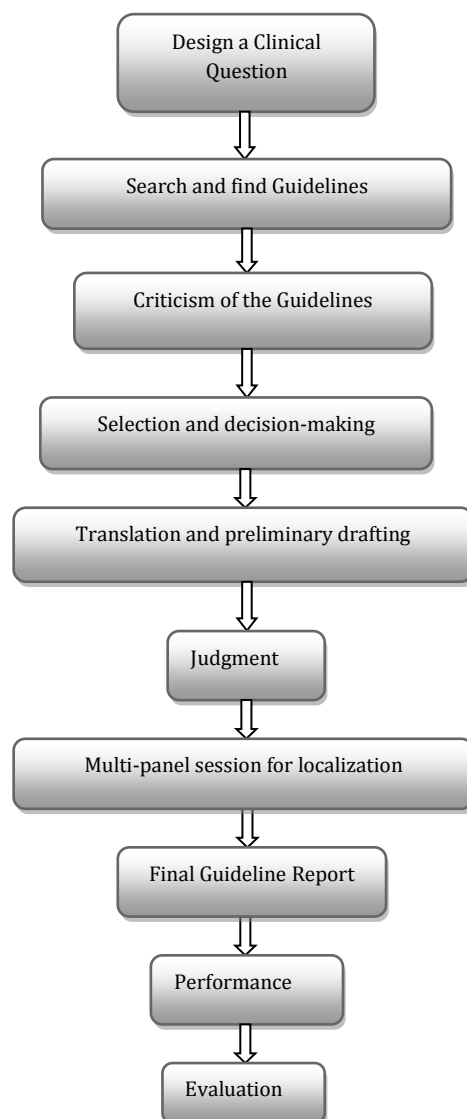 Design a Clinical
Question
Search and find Guidelines
Criticism of the Guidelines
Selection and decision-making
Translation and preliminary drafting
Judgment
Multi-panel session for localization
Final Guideline Report
Performance
Evaluation